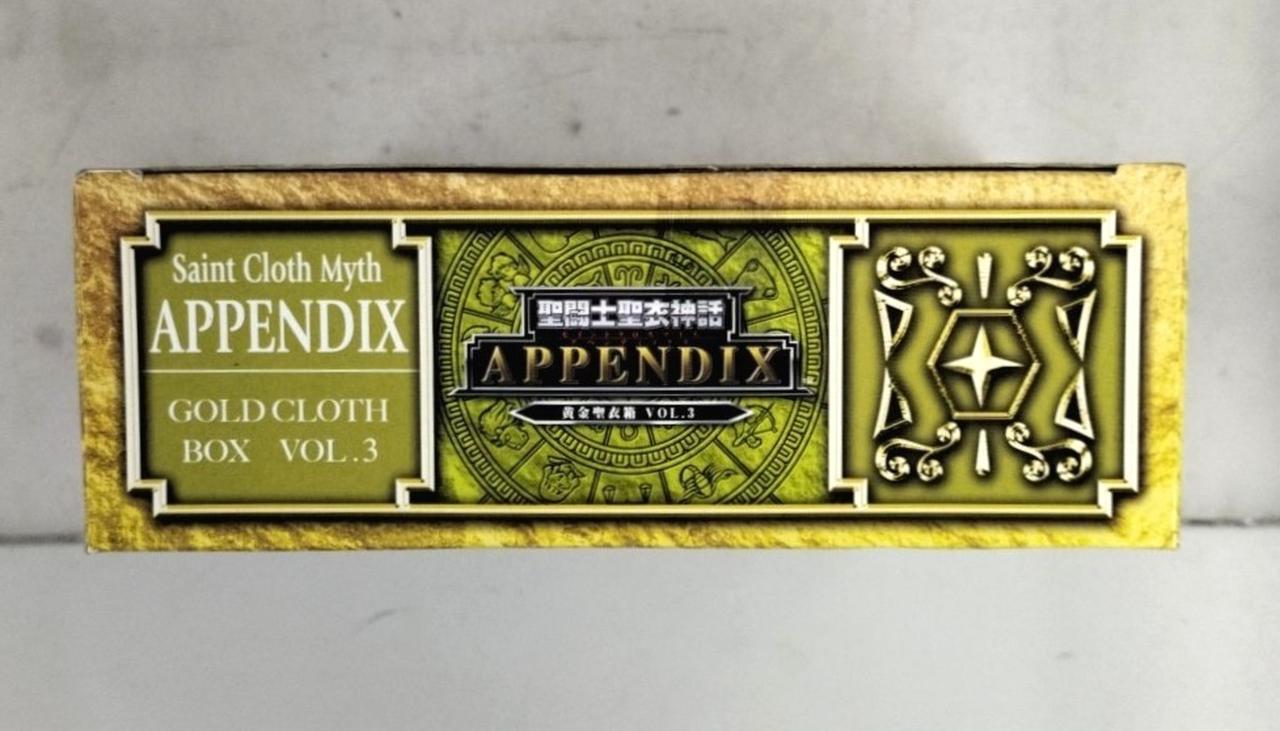 Saint Cloth Myth
APPENDIX
GOLD CLOTH
BOX VOL.3
聖闘士聖衣神話
APPENDIX
黄金聖衣箱 VOL.3